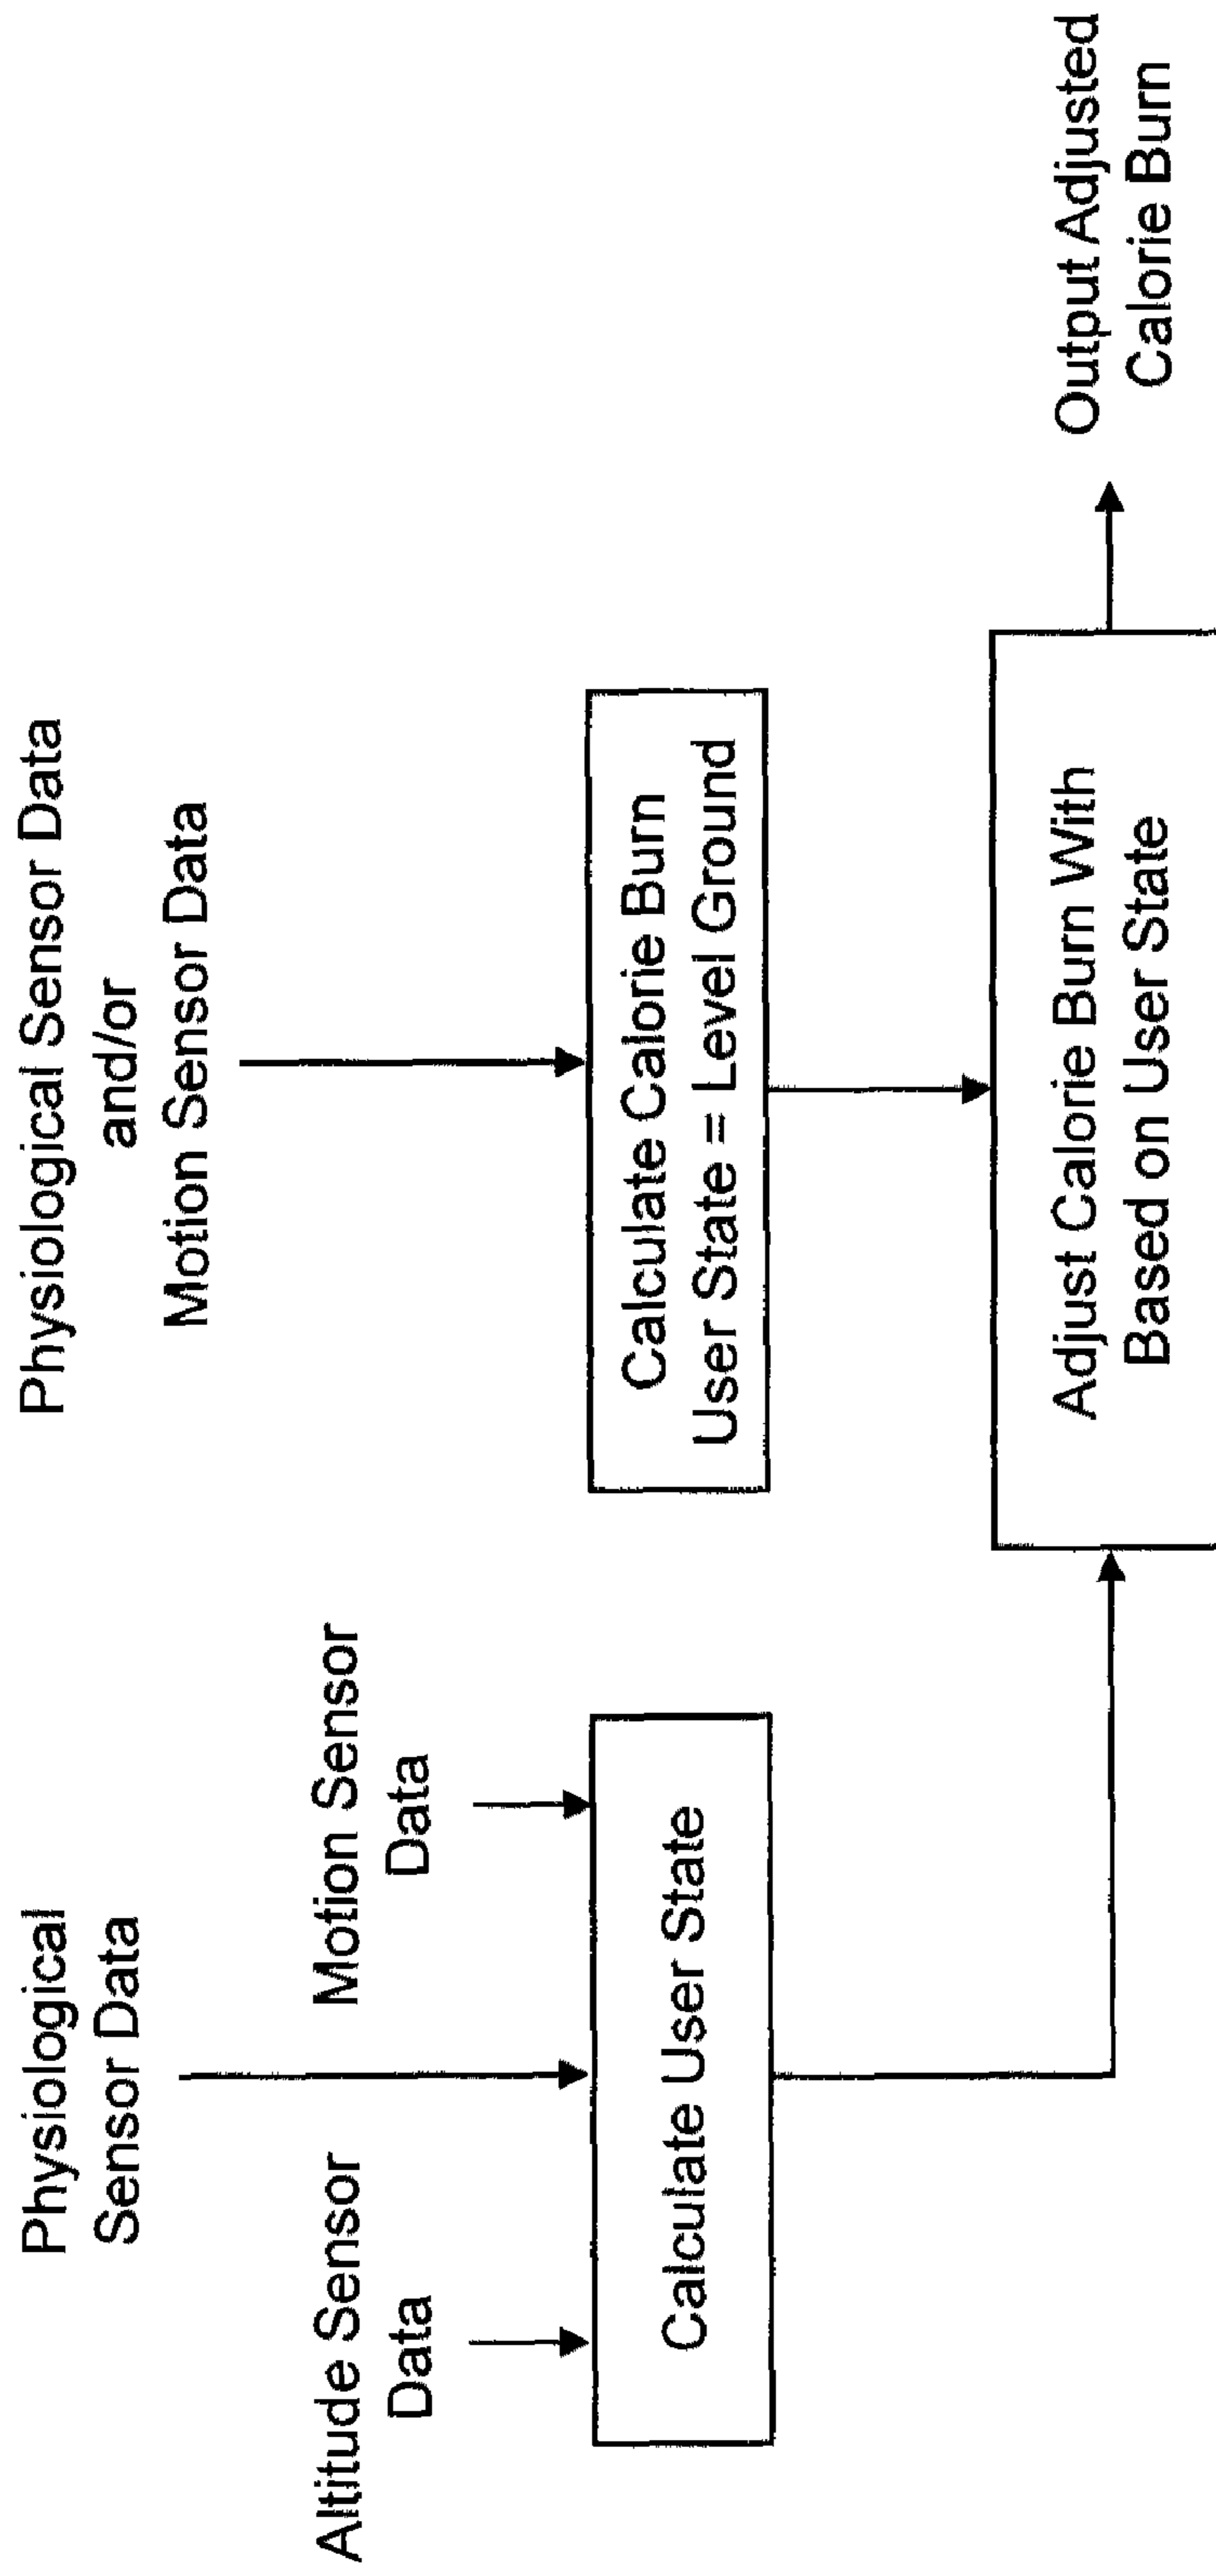 Physiological
Sensor Data
Altitude Sensor
Data
Motion Sensor
Data
Calculate User State
Physiological Sensor Data
and/or
Motion Sensor Data
Calculate Calorie Burn
User State = Level Ground
Adjust Calorie Burn With
Based on User State
Output Adjusted
Calorie Burn